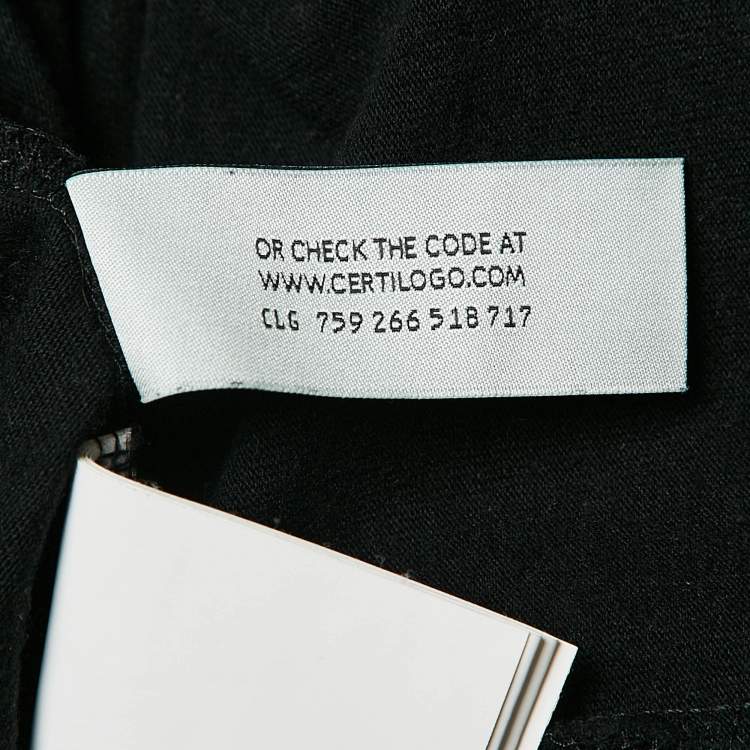 OR CHECK THE CODE AT
WWW.CERTILOGO.COM
CLG 759 266 518 717